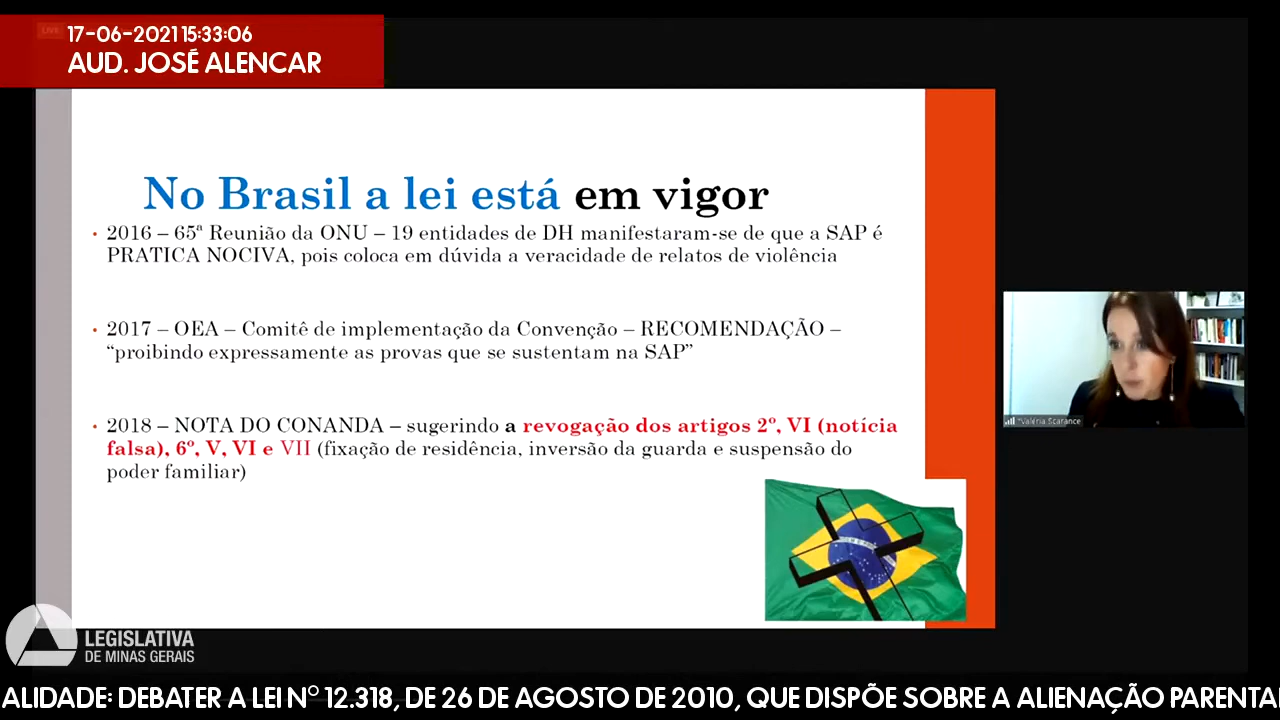 Live
17-06-2021 15:33:06
AUD. JOSÉ ALENCAR
No Brasil a lei está em vigor
• 2016 – 65ª Reunião da ONU – 19 entidades de DH manifestaram-se de que a SAP é
PRATICA NOCIVA, pois coloca em dúvida a veracidade de relatos de violência
• 2017 – OEA – Comitê de implementação da Convenção – RECOMENDAÇÃO –
“proibindo expressamente as provas que se sustentam na SAP”
• 2018 – NOTA DO CONANDA – sugerindo a revogação dos artigos 2º, VI (notícia
falsa), 6º, V, VI e VII (fixação de residência, inversão da guarda e suspensão do
poder familiar)
*Valéria Scarance
LEGISLATIVA
DE MINAS GERAIS
ALIDADE: DEBATER A LEI Nº 12.318, DE 26 DE AGOSTO DE 2010, QUE DISPÕE SOBRE A ALIENAÇÃO PARENTA